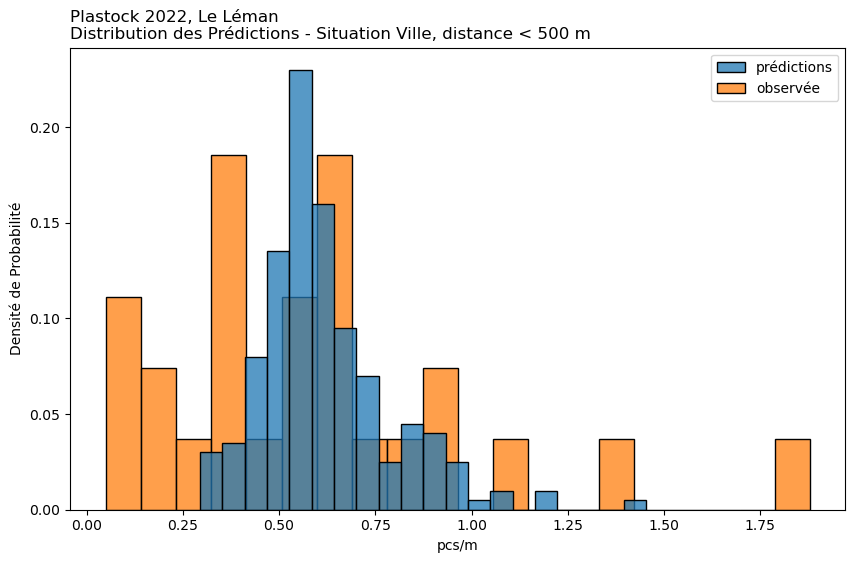 Plastock 2022, Le Léman
Distribution des Prédictions - Situation Ville, distance < 500 m
prédictions
observée
Densité de Probabilité
0.20
0.15
0.10
0.05
0.00
0.00 0.25 0.50 0.75 1.00 1.25 1.50 1.75
pcs/m